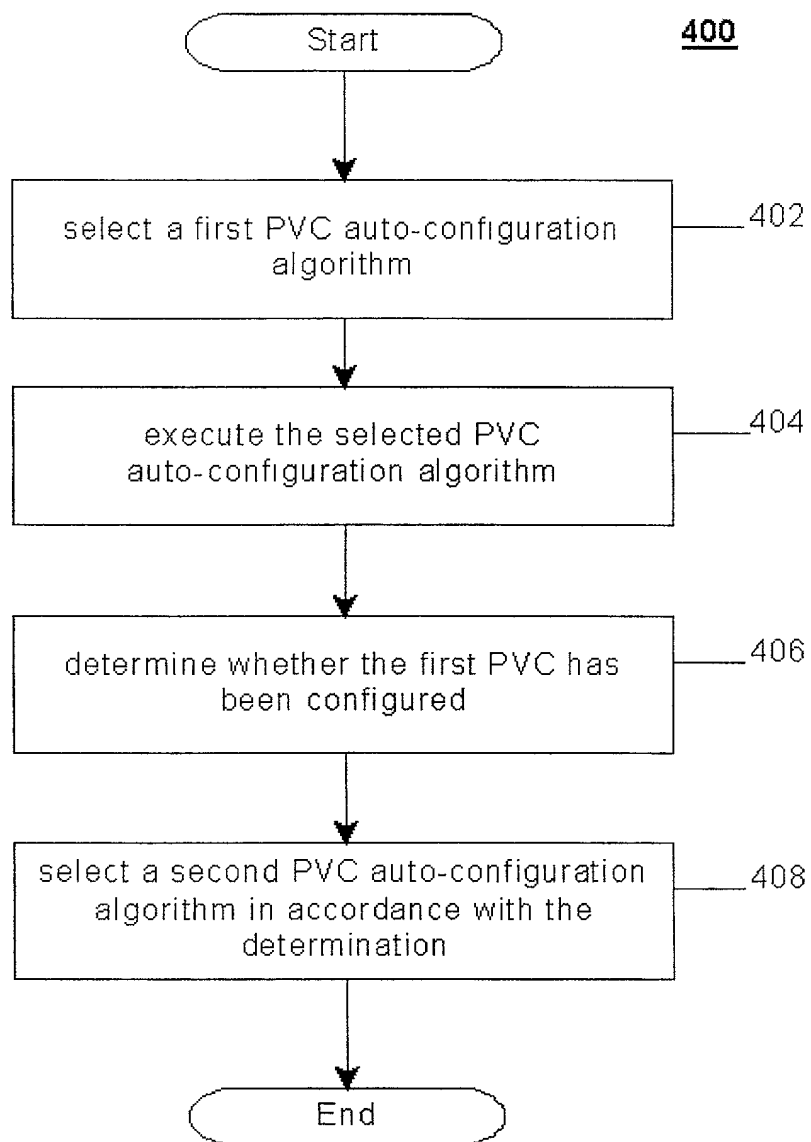 Start
400
select a first PVC auto-configuration
algorithm
402
execute the selected PVC
auto-configuration algorithm
404
determine whether the first PVC has
been configured
406
select a second PVC auto-configuration
algorithm in accordance with the
determination
408
End